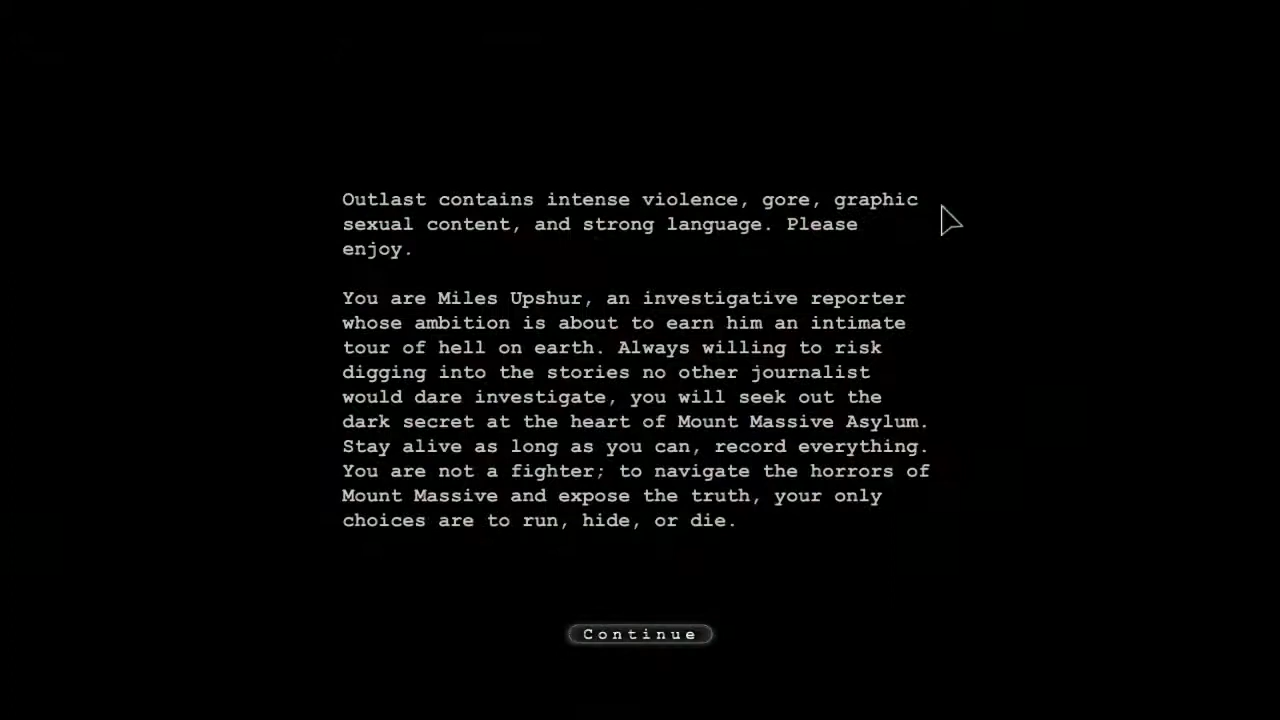 Outlast contains intense violence, gore, graphic
sexual content, and strong language. Please
enjoy.
You are Miles Upshur, an investigative reporter
whose ambition is about to earn him an intimate
tour of hell on earth. Always willing to risk
digging into the stories no other journalist
would dare investigate, you will seek out the
dark secret at the heart of Mount Massive Asylum.
Stay alive as long as you can, record everything.
You are not a fighter; to navigate the horrors of
Mount Massive and expose the truth, your only
choices are to run, hide, or die.
Continue